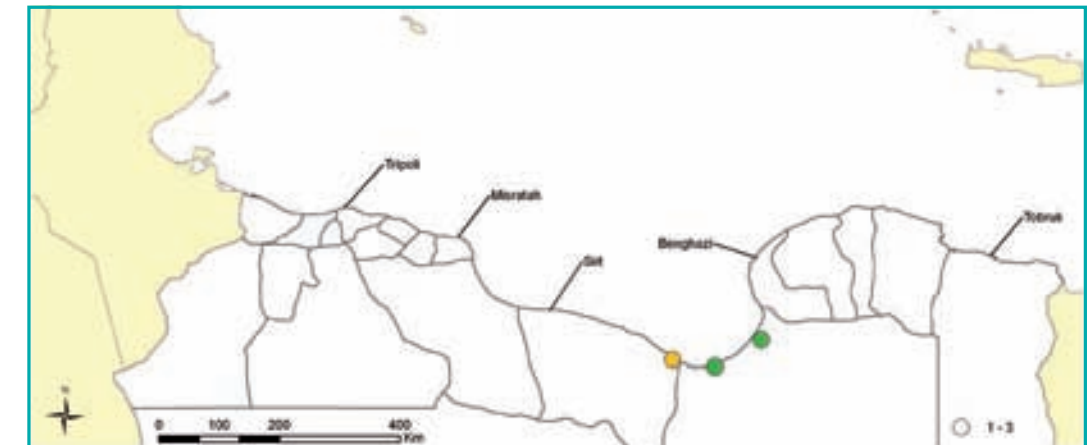 Tripoli
Misratah
Sirt
Benghazi
Tobruk
N
0 100 200 400
Km
1 - 3